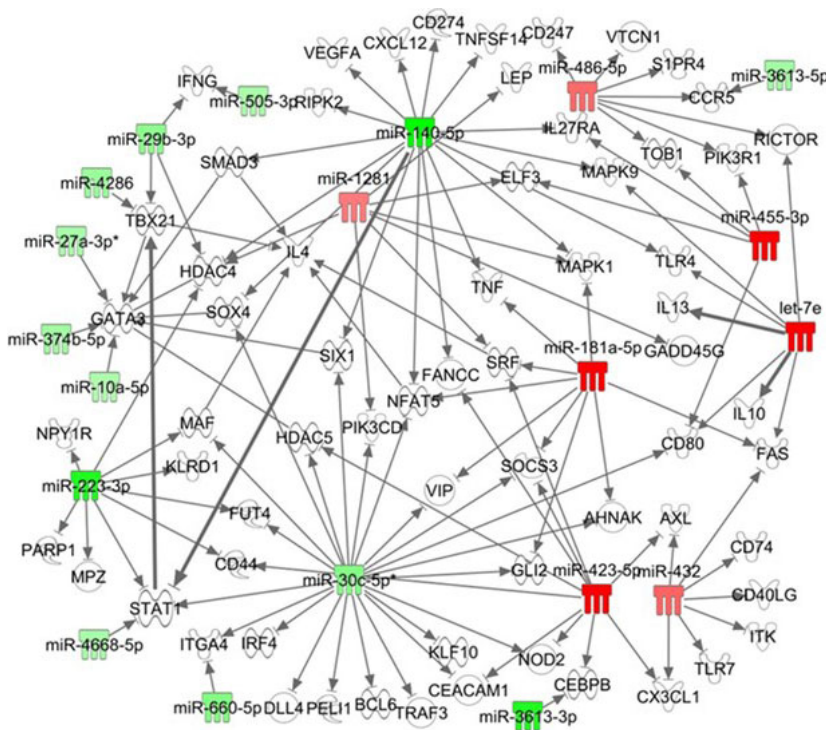 CD274
CXCL12
TNFSF14
CD247
VTCN1
VEGFA
miR-486-5p
S1PR4
IFNG
LEP
miR-3613-5p
miR-505-3p
RIPK2
CCR5
miR-29b-3p
miR-140-5p
IL27RA
TOB1
RICTOR
SMAD3
PIK3R1
miR-4286
miR-1281
ELF3
MAPK9
miR-455-3p
TBX21
miR-27a-3p*
IL4
HDAC4
TNF
MAPK1
TLR4
IL13
let-7e
GATA3
SOX4
miR-374b-5p
SIX1
SRF
miR-181a-5p
GADD45G
FANCC
miR-10a-5p
NFAT5
IL10
NPY1R
MAF
HDAC5
PIK3CD
CD80
FAS
KLRD1
SOCS3
miR-223-3p
VIP
FUT4
AHNAK
AXL
PARP1
CD44
CD74
MPZ
miR-30c-5p*
GLI2
miR-423-5p
miR-432
STAT1
CD40LG
miR-4668-5p
ITGA4
IRF4
KLF10
NOD2
ITK
TLR7
CEACAM1
CEBPB
CX3CL1
miR-660-5p
DLL4
PELI1
BCL6
TRAF3
miR-3613-3p